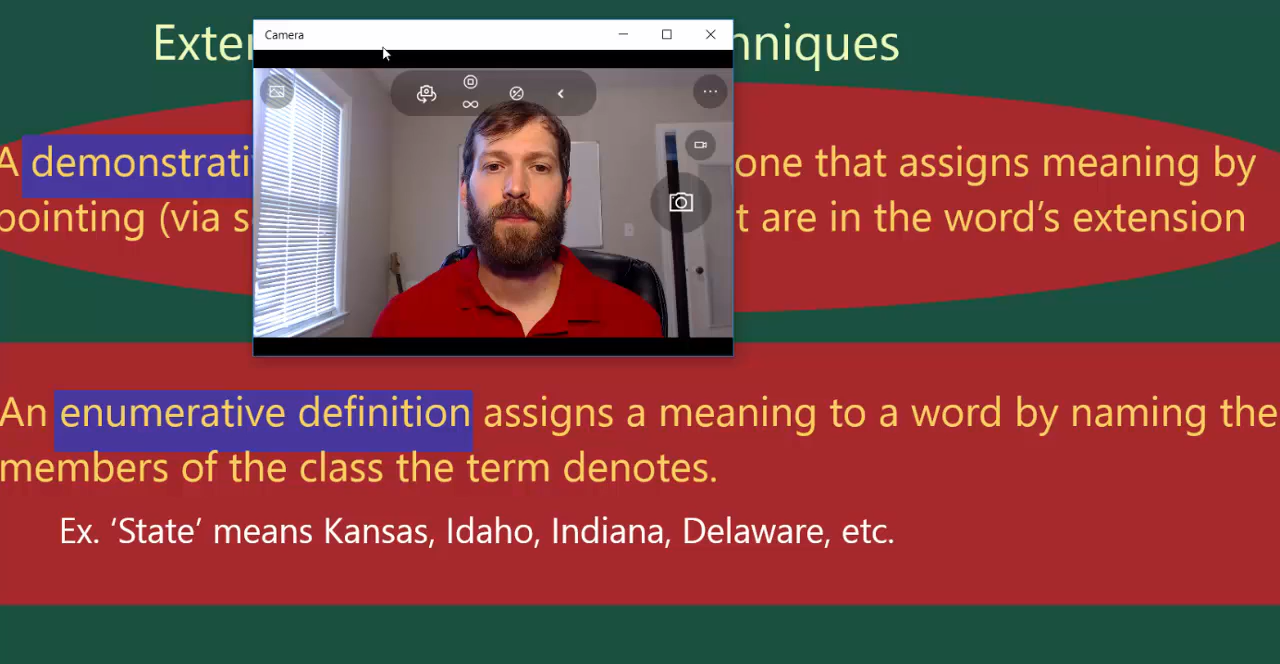 Exter
nniques
Camera
A demonstrati
one that assigns meaning by
pointing (via s
t are in the word's extension
An enumerative definition assigns a meaning to a word by naming the
members of the class the term denotes.
Ex. ‘State’ means Kansas, Idaho, Indiana, Delaware, etc.